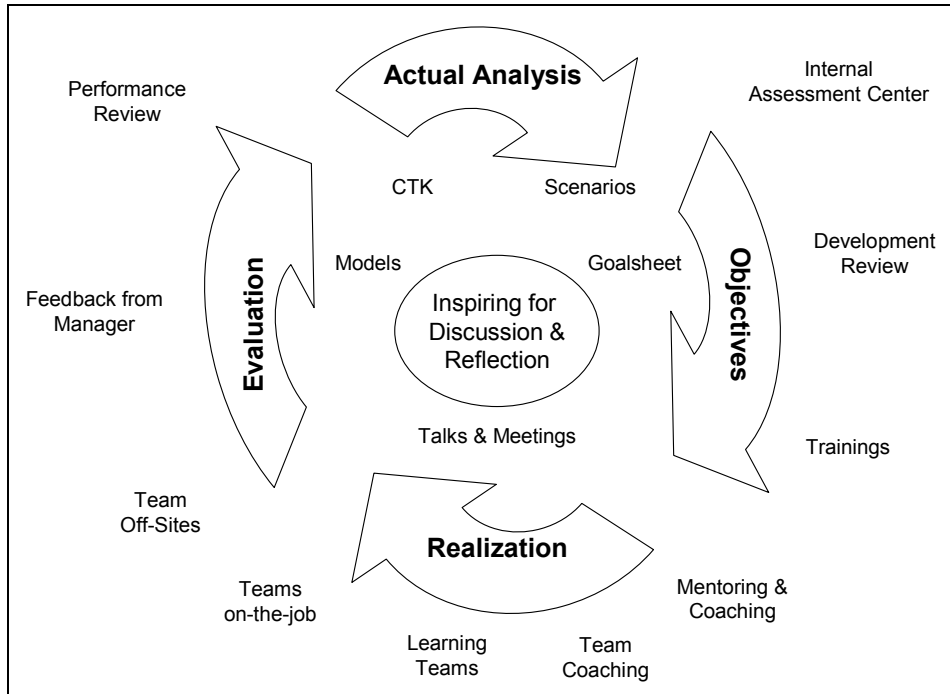 Actual Analysis
Performance
Review
Internal
Assessment Center
CTK
Scenarios
Models
Goalsheet
Development
Review
Objectives
Evaluation
Feedback from
Manager
Inspiring for
Discussion &
Reflection
Talks & Meetings
Trainings
Team
Off-Sites
Realization
Teams
on-the-job
Mentoring &
Coaching
Learning
Teams
Team
Coaching